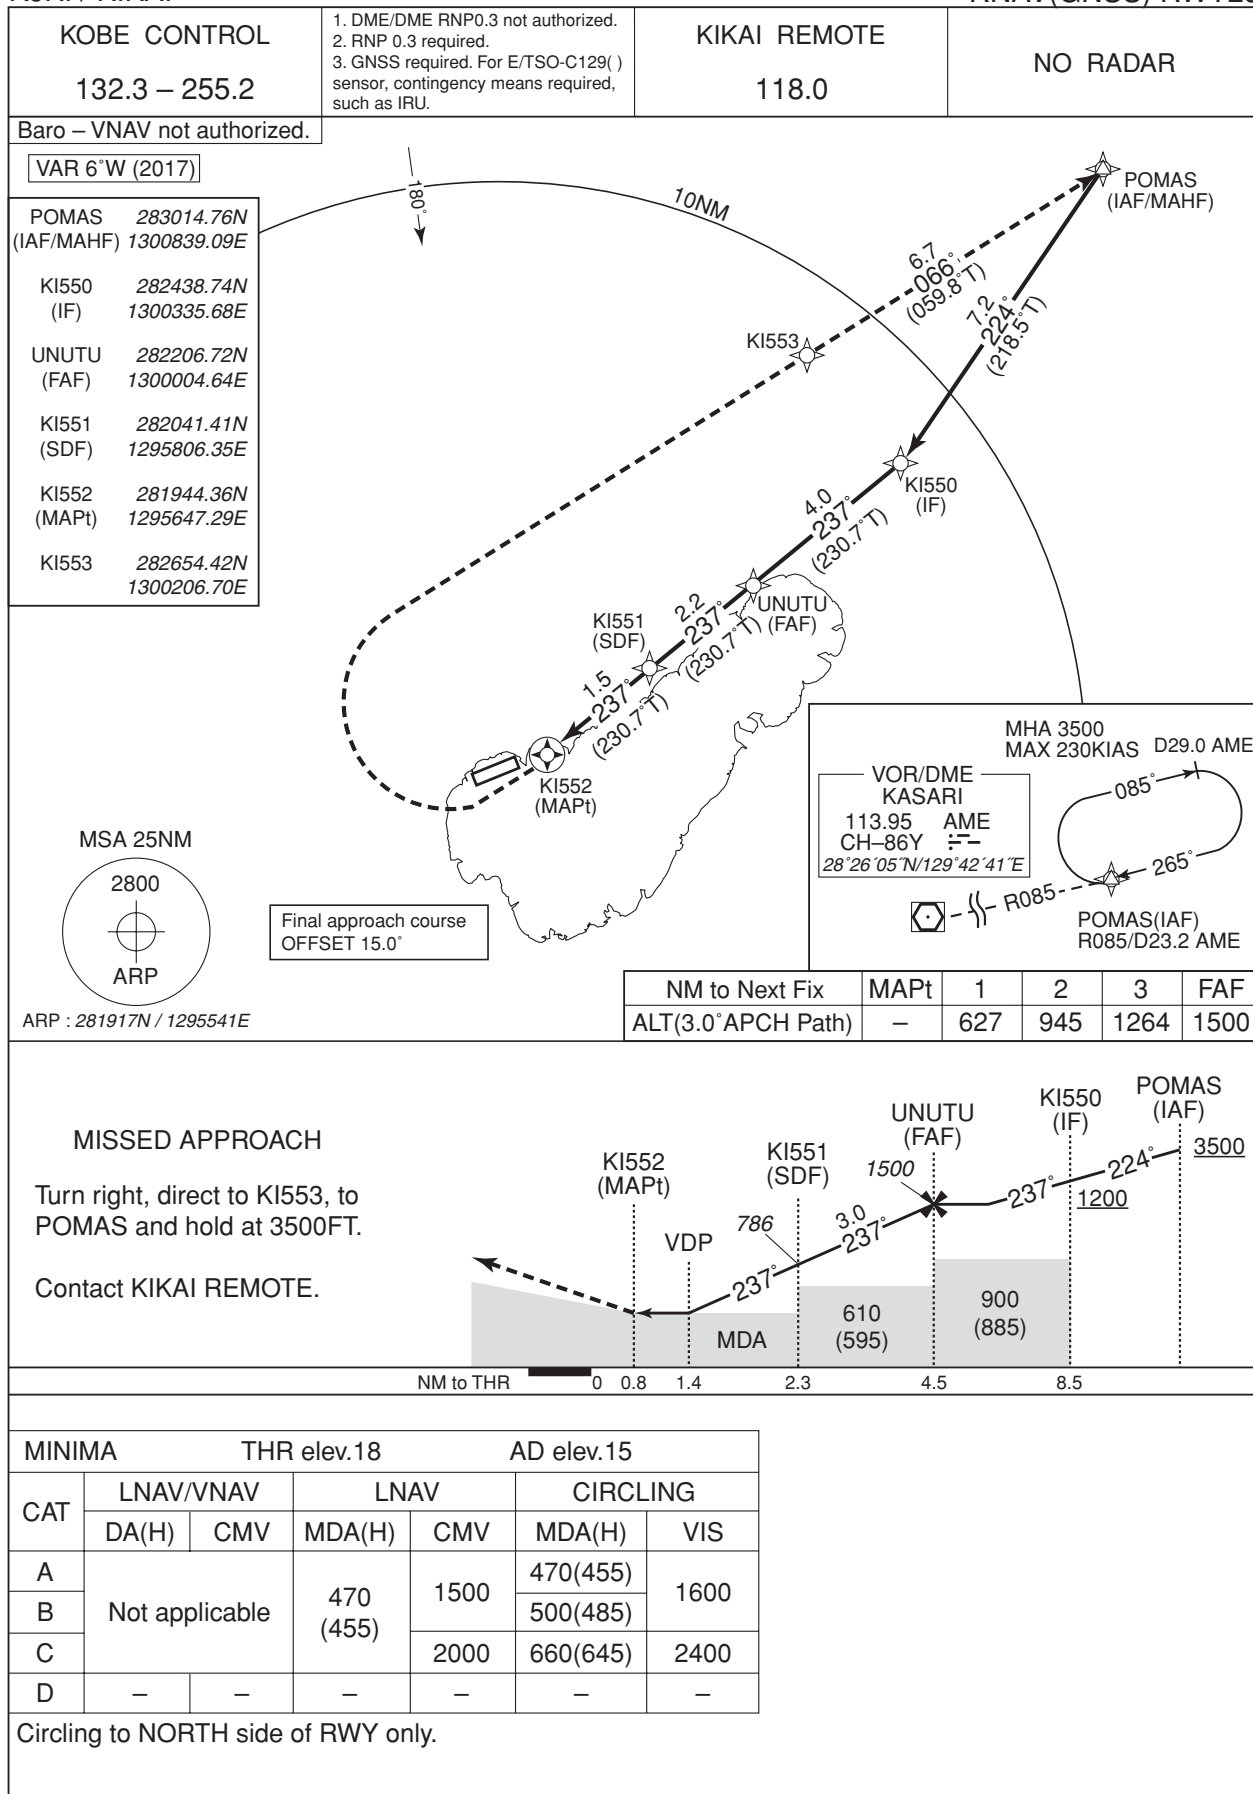 KOBE CONTROL
132.3 – 255.2
1. DME/DME RNP0.3 not authorized.
2. RNP 0.3 required.
3. GNSS required. For E/TSO-C129( )
sensor, contingency means required,
such as IRU.
KIKAI REMOTE
118.0
NO RADAR
Baro – VNAV not authorized.
VAR 6˚W (2017)
POMAS 283014.76N
(IAF/MAHF) 1300839.09E
KI550 282438.74N
(IF) 1300335.68E
UNUTU 282206.72N
(FAF) 1300004.64E
KI551 282041.41N
(SDF) 1295806.35E
KI552 281944.36N
(MAPt) 1295647.29E
KI553 282654.42N
1300206.70E
180˚
10NM
POMAS
(IAF/MAHF)
6.7
066˚
(059.8˚T)
7.2
224˚
(218.5˚T)
KI553
KI550
(IF)
4.0
237˚
(230.7˚T)
UNUTU
(FAF)
2.2
237˚
(230.7˚T)
KI551
(SDF)
1.5
237˚
(230.7˚T)
KI552
(MAPt)
MHA 3500
MAX 230KIAS
D29.0 AME
085˚
265˚
VOR/DME
KASARI
113.95 AME
CH–86Y
28˚26´05˝N/129˚42´41˝E
R085
POMAS(IAF)
R085/D23.2 AME
MSA 25NM
2800
ARP
ARP : 281917N / 1295541E
Final approach course
OFFSET 15.0˚
NM to Next Fix MAPt 1 2 3 FAF
ALT(3.0˚APCH Path) – 627 945 1264 1500
MISSED APPROACH
Turn right, direct to KI553, to
POMAS and hold at 3500FT.
Contact KIKAI REMOTE.
KI552
(MAPt)
VDP
KI551
(SDF)
UNUTU
(FAF)
KI550
(IF)
POMAS
(IAF)
3500
1200
1500
786
3.0
237˚
237˚
237˚
224˚
MDA
610
(595)
900
(885)
NM to THR 0 0.8 1.4 2.3 4.5 8.5
MINIMA THR elev.18 AD elev.15
CAT LNAV/VNAV LNAV CIRCLING
DA(H) CMV MDA(H) CMV MDA(H) VIS
A Not applicable 470 (455) 1500 470(455) 1600
B 500(485)
C 2000 660(645) 2400
D – – – – – –
Circling to NORTH side of RWY only.